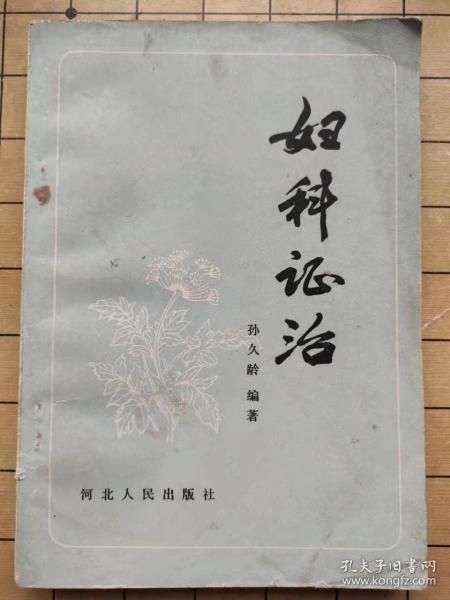 妇科证治
孙久龄 编著
河北人民出版社
孔夫子旧书网
www.kongfz.com